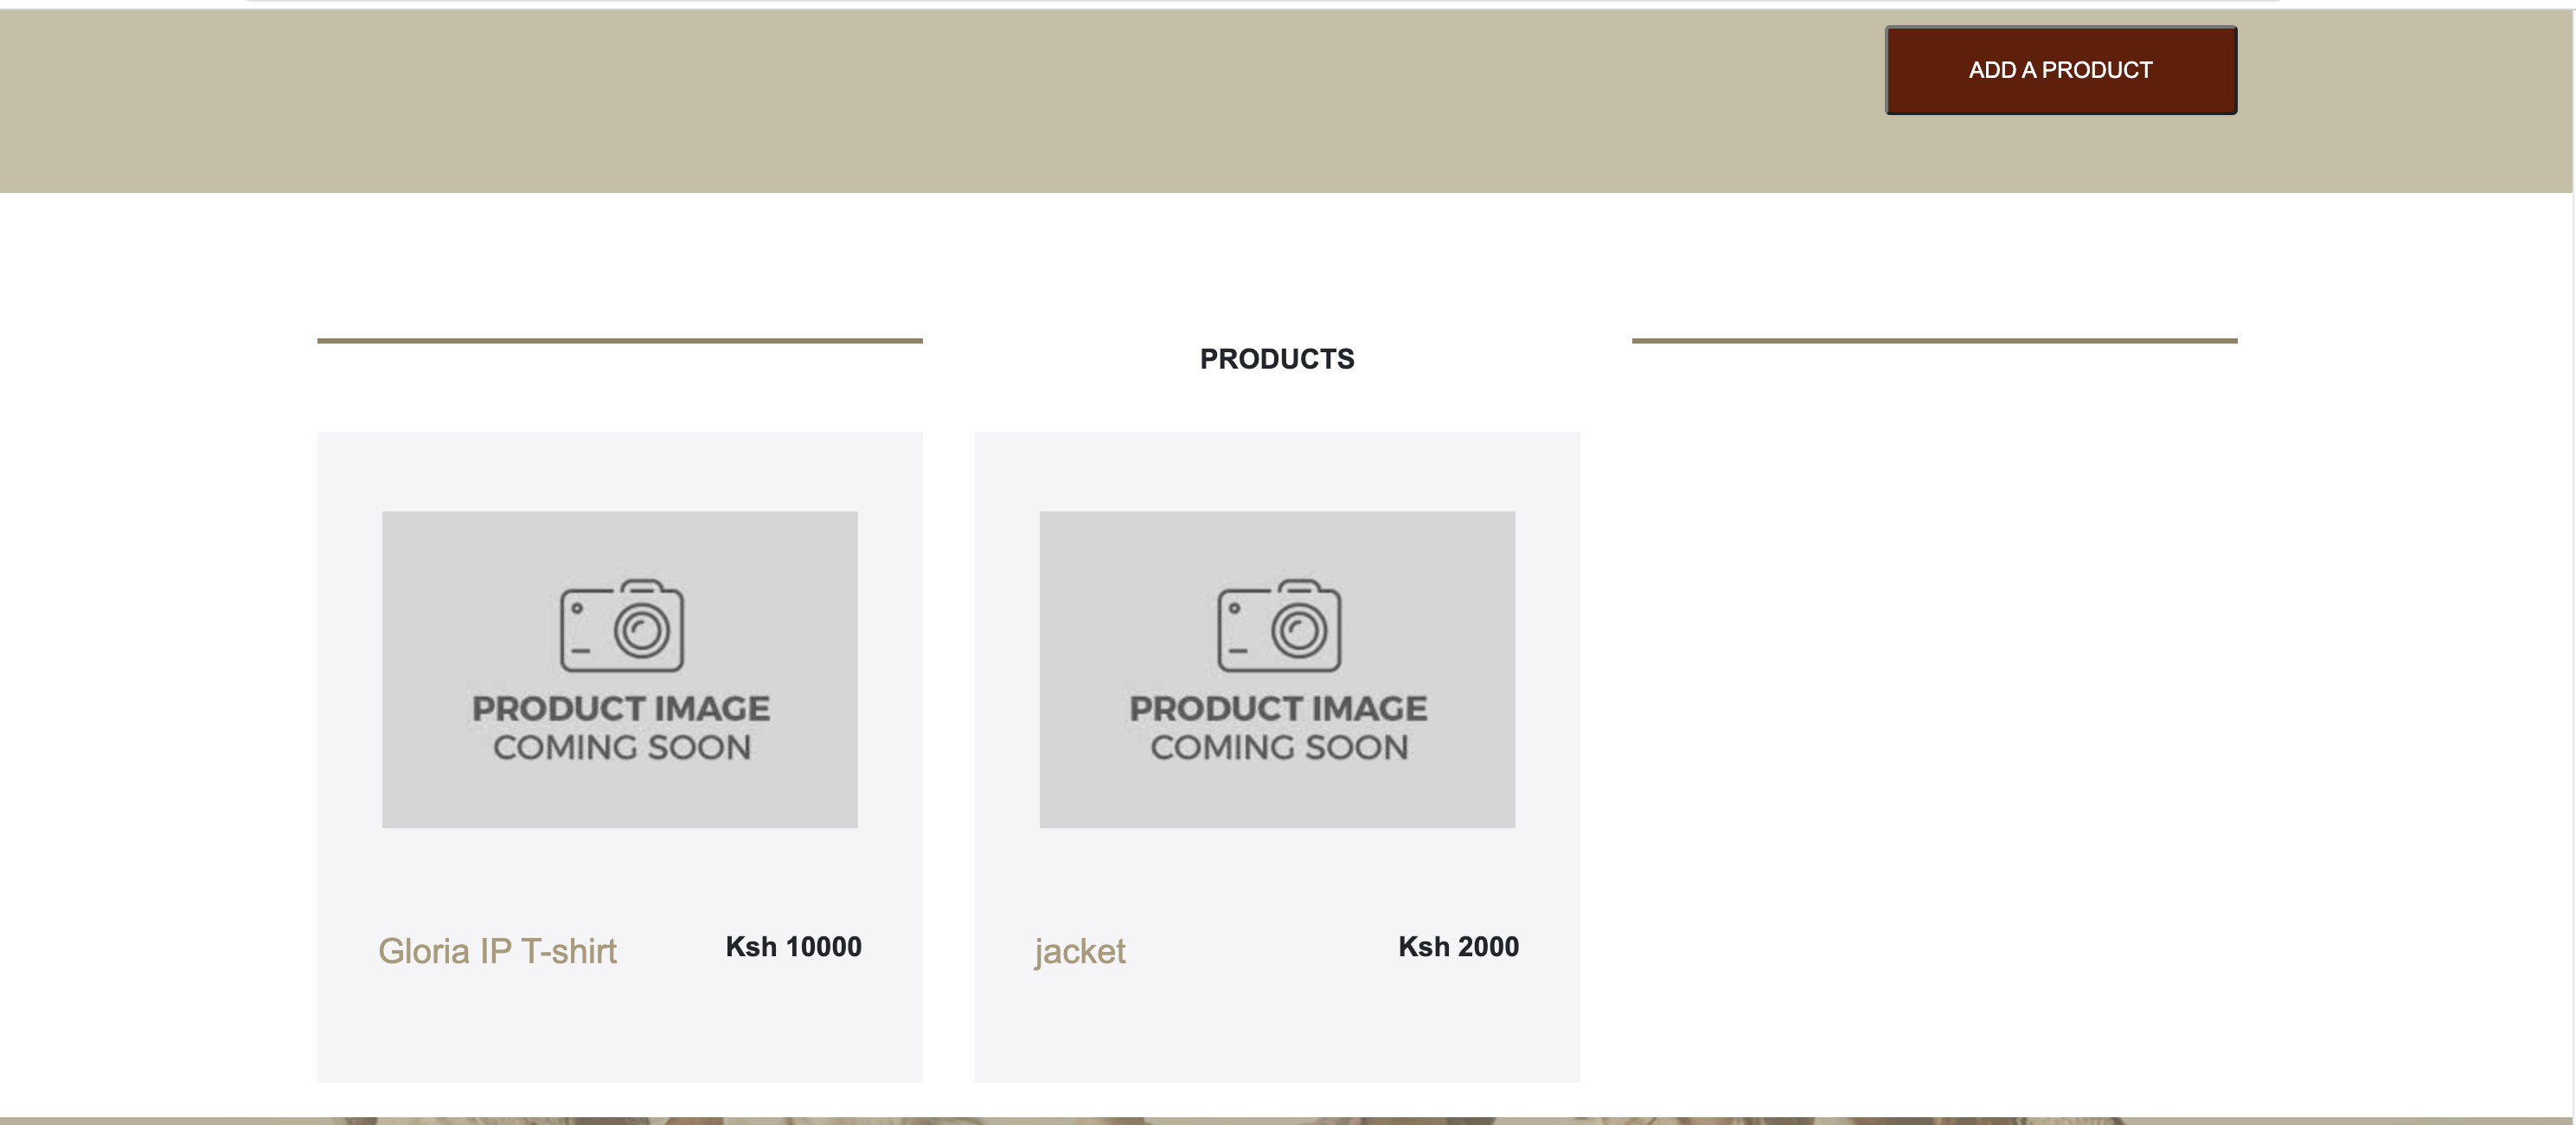 ADD A PRODUCT
PRODUCTS
PRODUCT IMAGE
COMING SOON
PRODUCT IMAGE
COMING SOON
Gloria IP T-shirt
Ksh 10000
jacket
Ksh 2000